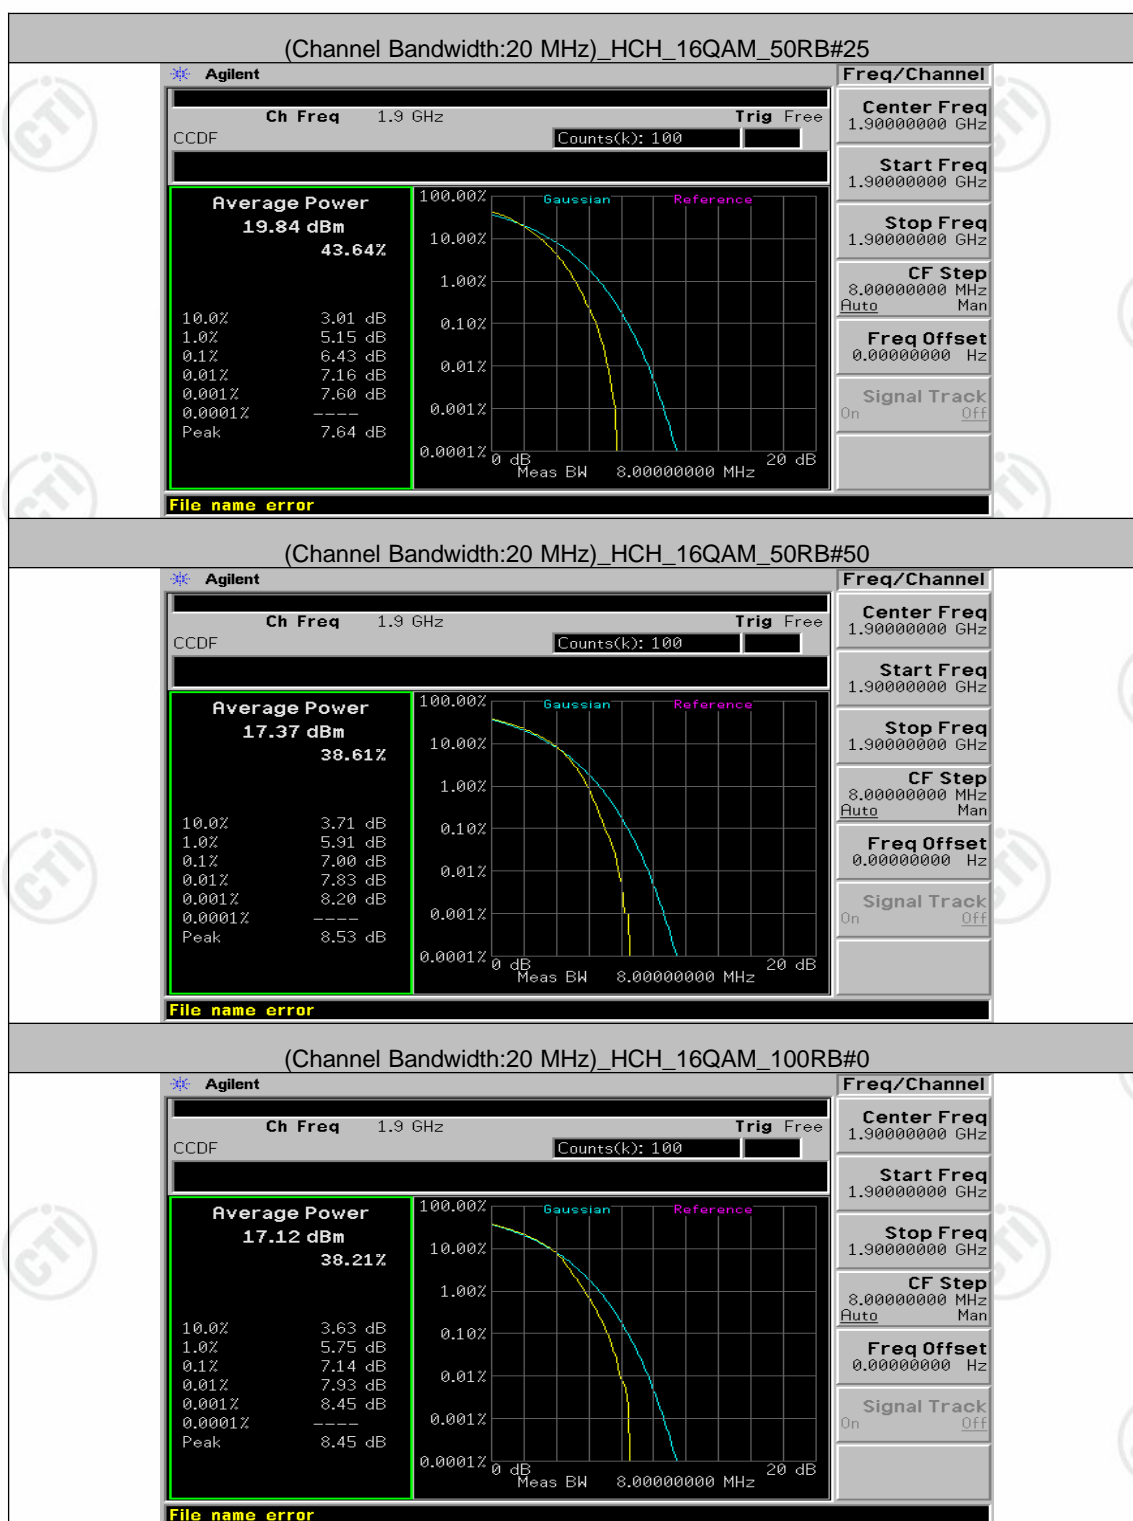 (Channel Bandwidth:20 MHz)_HCH_16QAM_50RB#25
Agilent
Freq/Channel
Ch Freq 1.9 GHz Trig Free
CCDF Counts(k): 100
Center Freq
1.90000000 GHz
Start Freq
1.90000000 GHz
Stop Freq
1.90000000 GHz
CF Step
8.00000000 MHz
Auto Man
Freq Offset
0.00000000 Hz
Signal Track
On Off
Average Power
19.84 dBm
43.64%
10.0% 3.01 dB
1.0% 5.15 dB
0.1% 6.43 dB
0.01% 7.16 dB
0.001% 7.60 dB
0.0001% ----
Peak 7.64 dB
Gaussian Reference
100.00%
10.00%
1.00%
0.10%
0.01%
0.001%
0.0001%
0 dB 20 dB
Meas BW 8.00000000 MHz
File name error
CTI
CTI
CTI
CTI
(Channel Bandwidth:20 MHz)_HCH_16QAM_50RB#50
Agilent
Freq/Channel
Ch Freq 1.9 GHz Trig Free
CCDF Counts(k): 100
Center Freq
1.90000000 GHz
Start Freq
1.90000000 GHz
Stop Freq
1.90000000 GHz
CF Step
8.00000000 MHz
Auto Man
Freq Offset
0.00000000 Hz
Signal Track
On Off
Average Power
17.37 dBm
38.61%
10.0% 3.71 dB
1.0% 5.91 dB
0.1% 7.00 dB
0.01% 7.83 dB
0.001% 8.20 dB
0.0001% ----
Peak 8.53 dB
Gaussian Reference
100.00%
10.00%
1.00%
0.10%
0.01%
0.001%
0.0001%
0 dB 20 dB
Meas BW 8.00000000 MHz
File name error
CTI
CTI
(Channel Bandwidth:20 MHz)_HCH_16QAM_100RB#0
Agilent
Freq/Channel
Ch Freq 1.9 GHz Trig Free
CCDF Counts(k): 100
Center Freq
1.90000000 GHz
Start Freq
1.90000000 GHz
Stop Freq
1.90000000 GHz
CF Step
8.00000000 MHz
Auto Man
Freq Offset
0.00000000 Hz
Signal Track
On Off
Average Power
17.12 dBm
38.21%
10.0% 3.63 dB
1.0% 5.75 dB
0.1% 7.14 dB
0.01% 7.93 dB
0.001% 8.45 dB
0.0001% ----
Peak 8.45 dB
Gaussian Reference
100.00%
10.00%
1.00%
0.10%
0.01%
0.001%
0.0001%
0 dB 20 dB
Meas BW 8.00000000 MHz
File name error
CTI
CTI